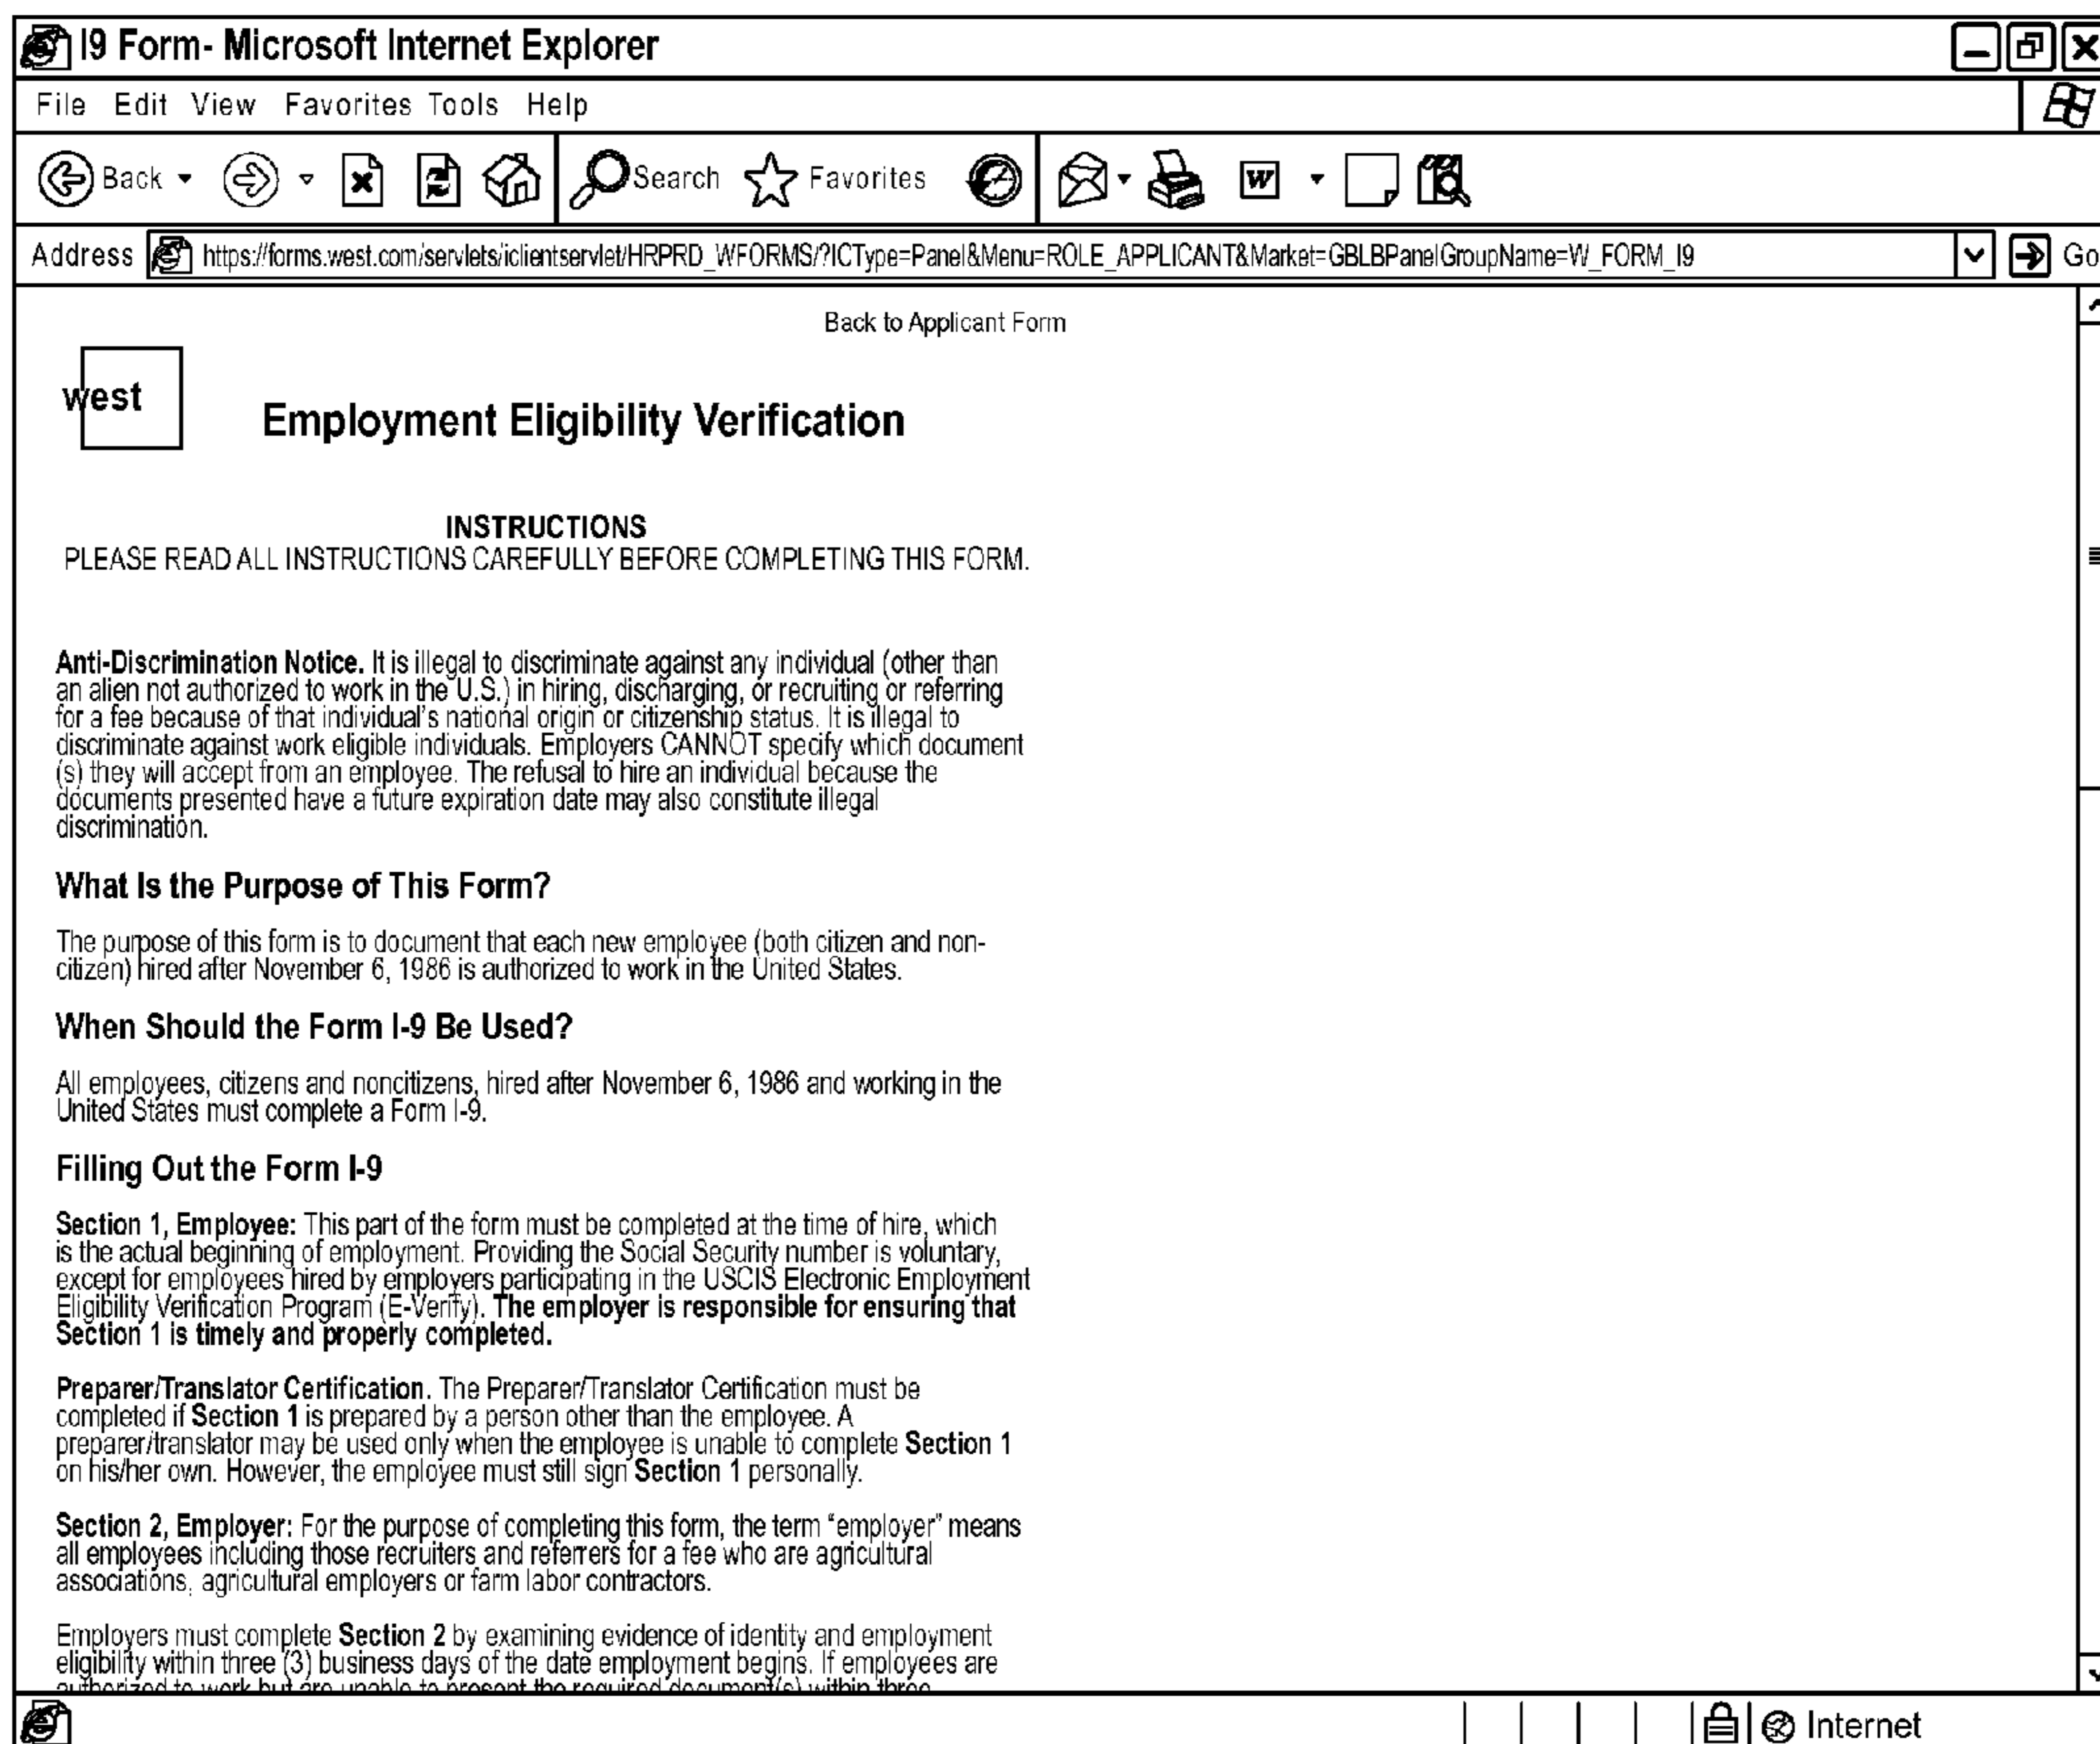 I9 Form- Microsoft Internet Explorer
File Edit View Favorites Tools Help
Back Search Favorites W
Address https://forms.west.com/servlets/iclientservlet/HRPRD_WFORMS/?ICType=Panel&Menu=ROLE_APPLICANT&Market=GBLBPanelGroupName=W_FORM_I9 Go
Back to Applicant Form
west
Employment Eligibility Verification
INSTRUCTIONS
PLEASE READ ALL INSTRUCTIONS CAREFULLY BEFORE COMPLETING THIS FORM.
Anti-Discrimination Notice. It is illegal to discriminate against any individual (other than
an alien not authorized to work in the U.S.) in hiring, discharging, or recruiting or referring
for a fee because of that individual's national origin or citizenship status. It is illegal to
discriminate against work eligible individuals. Employers CANNOT specify which document
(s) they will accept from an employee. The refusal to hire an individual because the
documents presented have a future expiration date may also constitute illegal
discrimination.
What Is the Purpose of This Form?
The purpose of this form is to document that each new employee (both citizen and non-
citizen) hired after November 6, 1986 is authorized to work in the United States.
When Should the Form I-9 Be Used?
All employees, citizens and noncitizens, hired after November 6, 1986 and working in the
United States must complete a Form I-9.
Filling Out the Form I-9
Section 1, Employee: This part of the form must be completed at the time of hire, which
is the actual beginning of employment. Providing the Social Security number is voluntary,
except for employees hired by employers participating in the USCIS Electronic Employment
Eligibility Verification Program (E-Verify). The employer is responsible for ensuring that
Section 1 is timely and properly completed.
Preparer/Translator Certification. The Preparer/Translator Certification must be
completed if Section 1 is prepared by a person other than the employee. A
preparer/translator may be used only when the employee is unable to complete Section 1
on his/her own. However, the employee must still sign Section 1 personally.
Section 2, Employer: For the purpose of completing this form, the term "employer" means
all employees including those recruiters and referrers for a fee who are agricultural
associations, agricultural employers or farm labor contractors.
Employers must complete Section 2 by examining evidence of identity and employment
eligibility within three (3) business days of the date employment begins. If employees are
authorized to work but are unable to present the required document(s) within three
Internet